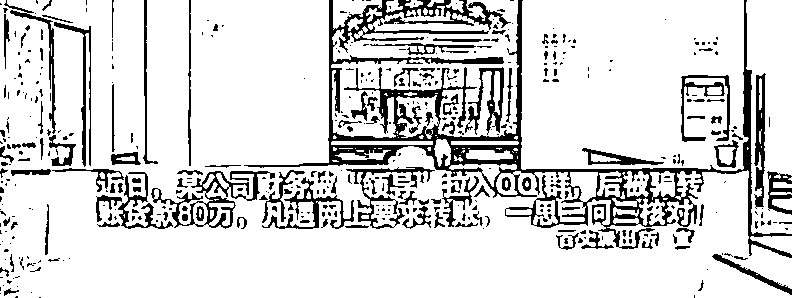 近日，某公司财务被“领导”拉入QQ群，后被骗转
账货款80万，凡遇网上要求转账，一思二问三核对！
派出所 宣